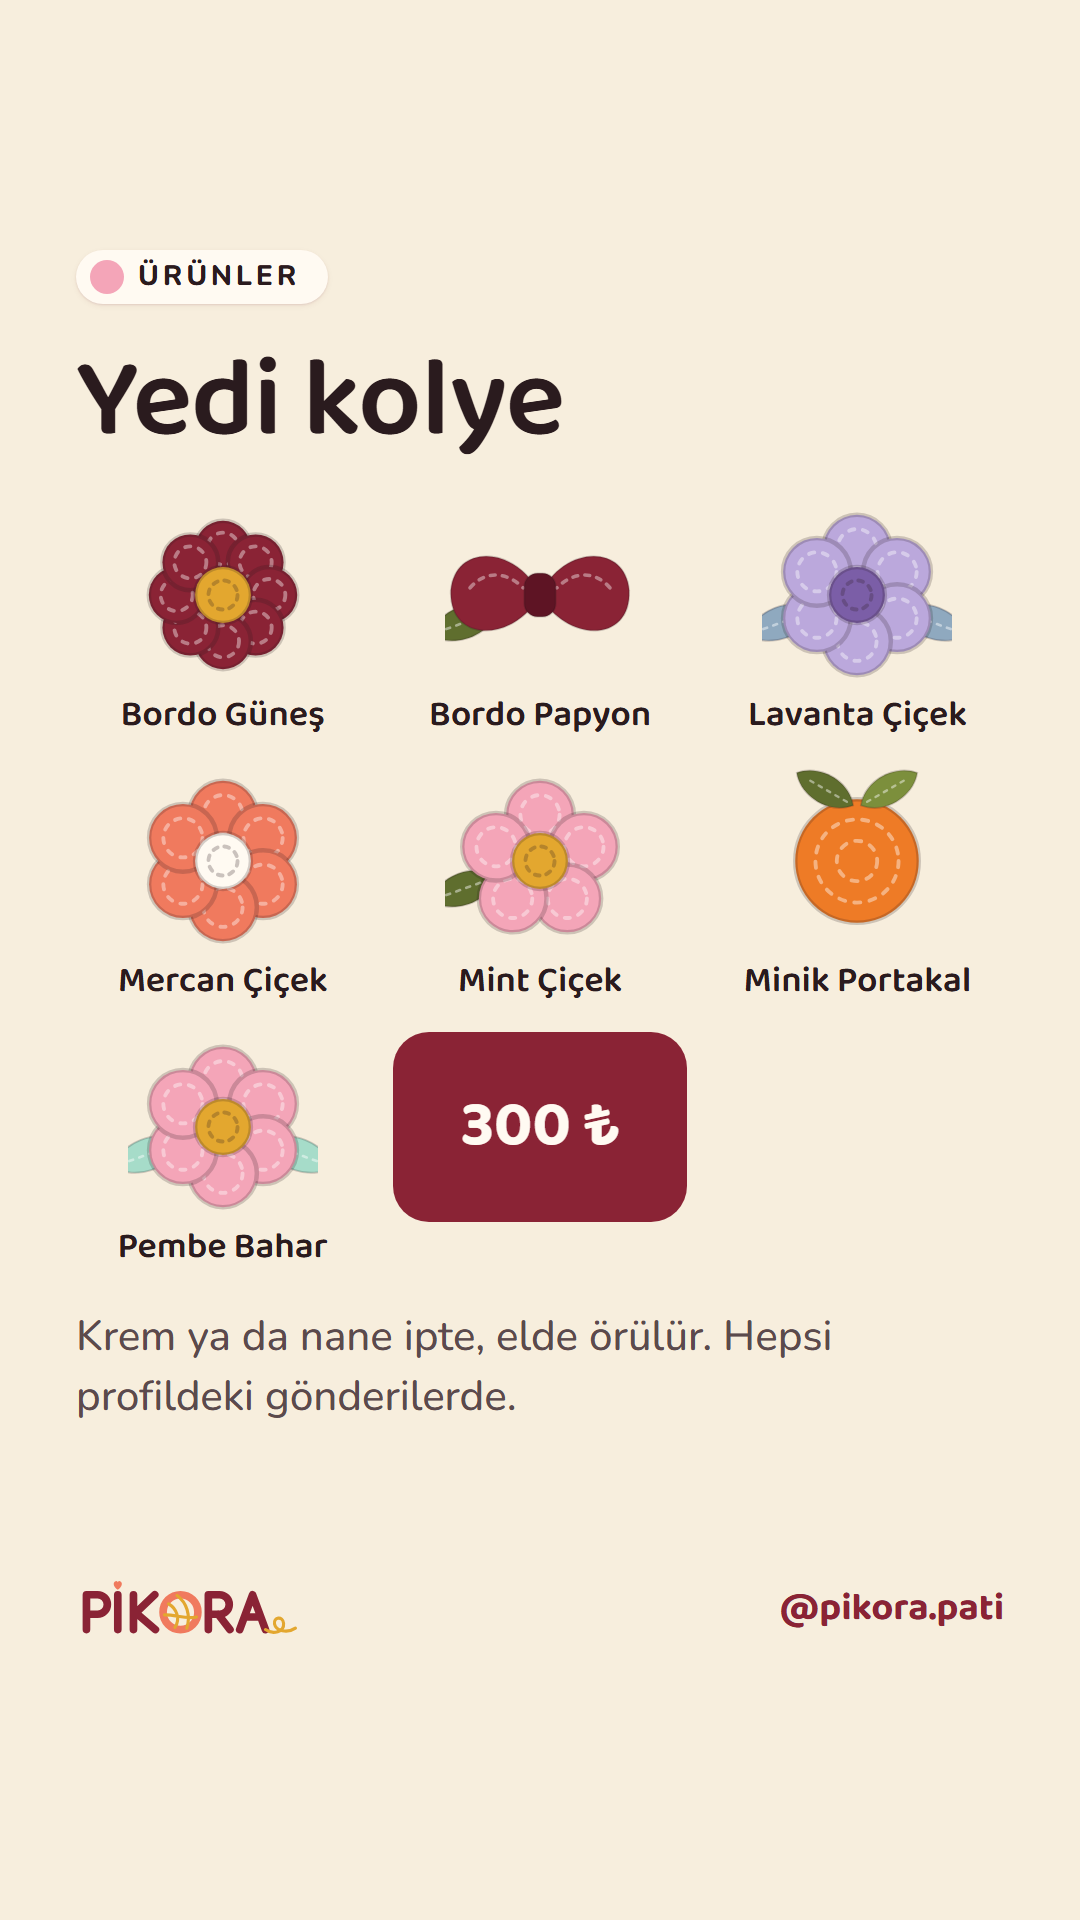 ÜRÜNLER
Yedi kolye
Bordo Güneş
Bordo Papyon
Lavanta Çiçek
Mercan Çiçek
Mint Çiçek
Minik Portakal
300 ₺
Pembe Bahar
Krem ya da nane ipte, elde örülür. Hepsi
profildeki gönderilerde.
PİKORA
@pikora.pati